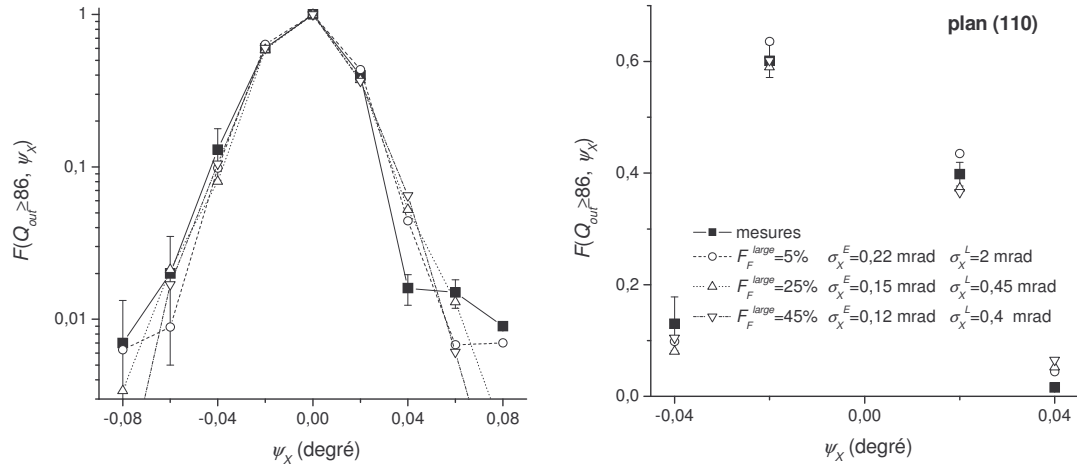 1
0,1
0,01
-0,08
-0,04
0,00
0,04
0,08
F(Q_out≥86, ψ_X)
ψ_X (degré)
plan (110)
0,6
0,4
0,2
0,0
-0,04
0,00
0,04
F(Q_out≥86, ψ_X)
ψ_X (degré)
mesures
F_F^large=5% σ_X^E=0,22 mrad σ_X^L=2 mrad
F_F^large=25% σ_X^E=0,15 mrad σ_X^L=0,45 mrad
F_F^large=45% σ_X^E=0,12 mrad σ_X^L=0,4 mrad